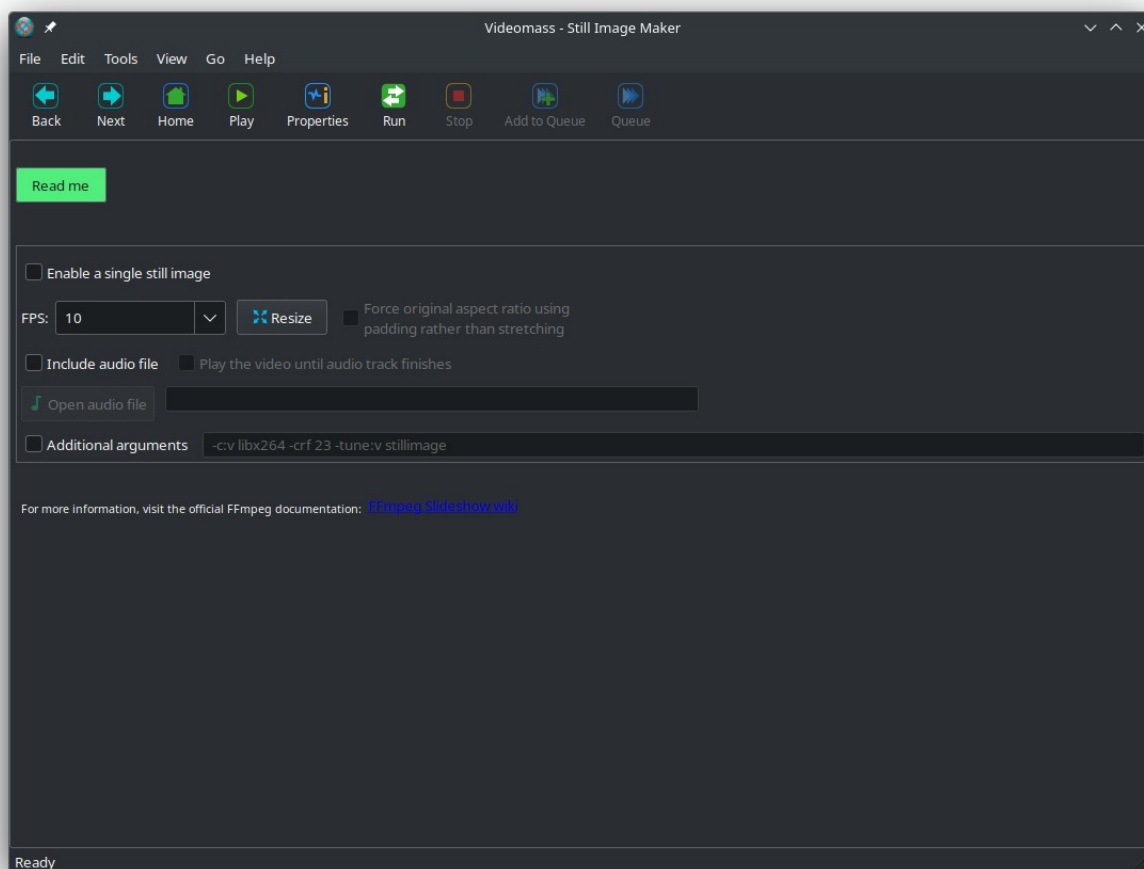 Videomass - Still Image Maker
File Edit Tools View Go Help
Back Next Home Play Properties Run Stop Add to Queue Queue
Read me
Enable a single still image
FPS: 10 Resize Force original aspect ratio using
padding rather than stretching
Include audio file Play the video until audio track finishes
Open audio file
Additional arguments -c:v libx264 -crf 23 -tune:v stillimage
For more information, visit the official FFmpeg documentation: FFmpeg Slideshow wiki
Ready